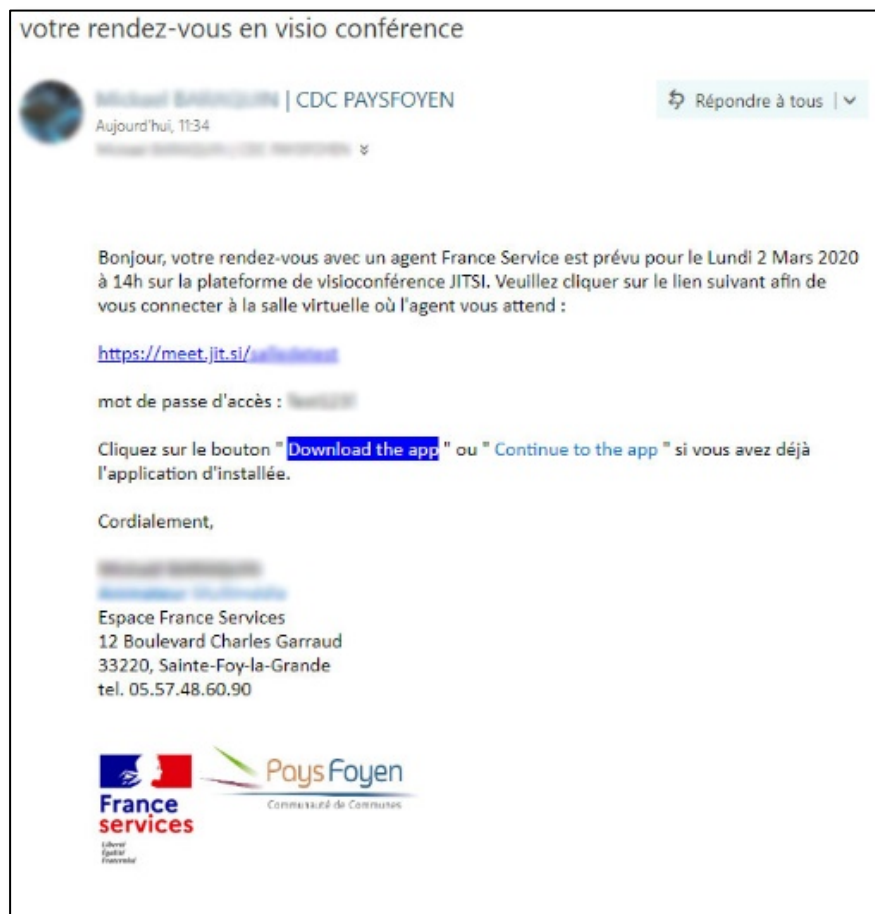 votre rendez-vous en visio conférence
| CDC PAYSFOYEN
Répondre à tous |
Aujourd'hui, 11:34
Bonjour, votre rendez-vous avec un agent France Service est prévu pour le Lundi 2 Mars 2020
à 14h sur la plateforme de visioconférence JITSI. Veuillez cliquer sur le lien suivant afin de
vous connecter à la salle virtuelle où l'agent vous attend :
https://meet.jit.si/
mot de passe d'accès :
Cliquez sur le bouton " Download the app " ou " Continue to the app " si vous avez déjà
l'application d'installée.
Cordialement,
Espace France Services
12 Boulevard Charles Garraud
33220, Sainte-Foy-la-Grande
tel. 05.57.48.60.90
France
services
Liberté
Égalité
Fraternité
Pays Foyen
Communauté de Communes